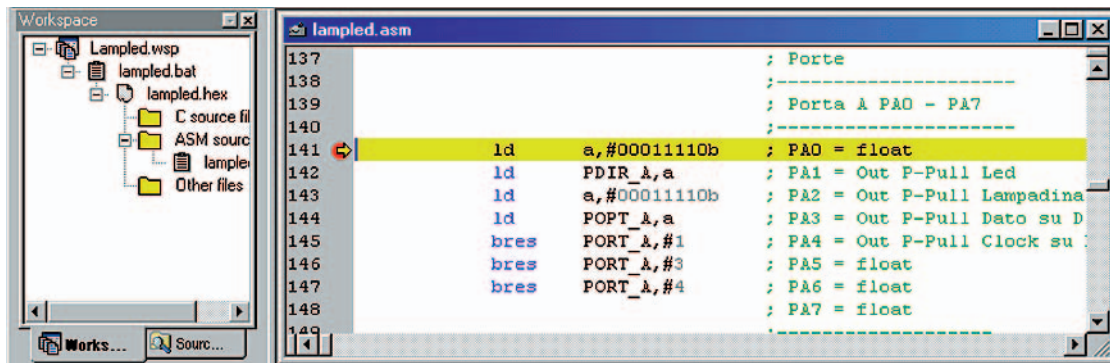 Workspace
Lampled.wsp
lampled.bat
lampled.hex
C source fil
ASM sourc
lample
Other files
Works...
Sourc...
lampled.asm
137 ; Porte
138 ;---------------------
139 ; Porta A PA0 - PA7
140 ;---------------------
141 ld a,#00011110b ; PA0 = float
142 ld PDIR_A,a ; PA1 = Out P-Pull Led
143 ld a,#00011110b ; PA2 = Out P-Pull Lampadina
144 ld POPT_A,a ; PA3 = Out P-Pull Dato su D
145 bres PORT_A,#1 ; PA4 = Out P-Pull Clock su
146 bres PORT_A,#3 ; PA5 = float
147 bres PORT_A,#4 ; PA6 = float
148 ; PA7 = float
149 ;-------------------